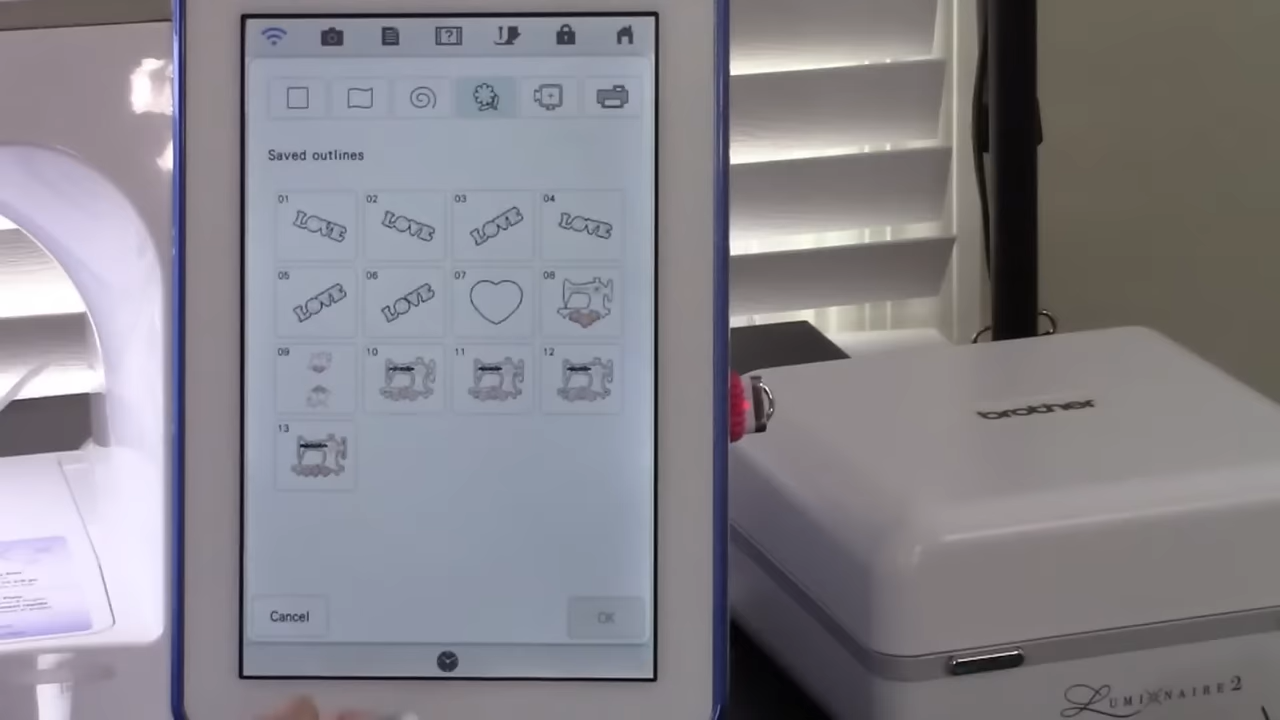 ?
Saved outlines
01 02 03 04
LOVE LOVE LOVE LOVE
05 06 07 08
LOVE LOVE
09 10 11 12
13
Cancel OK
brother
LUMINAIRE 2